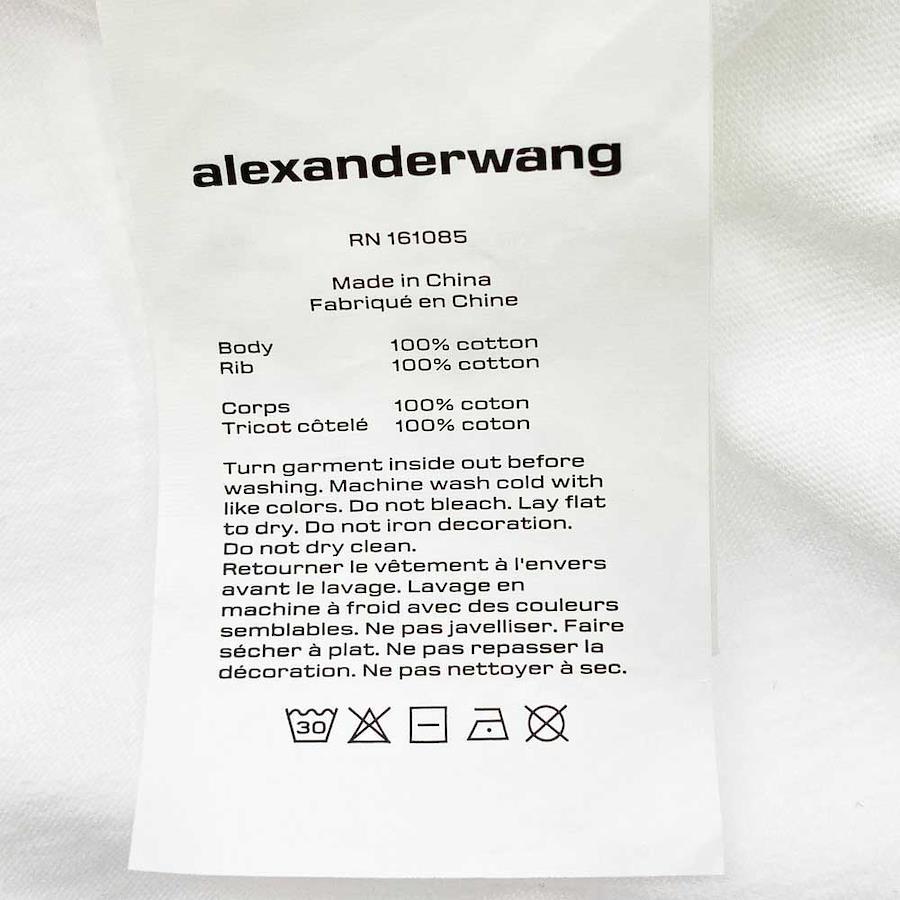 alexanderwang
RN 161085
Made in China
Fabriqué en Chine
Body 100% cotton
Rib 100% cotton
Corps 100% coton
Tricot côtelé 100% coton
Turn garment inside out before
washing. Machine wash cold with
like colors. Do not bleach. Lay flat
to dry. Do not iron decoration.
Do not dry clean.
Retourner le vêtement à l'envers
avant le lavage. Lavage en
machine à froid avec des couleurs
semblables. Ne pas javelliser. Faire
sécher à plat. Ne pas repasser la
décoration. Ne pas nettoyer à sec.
30